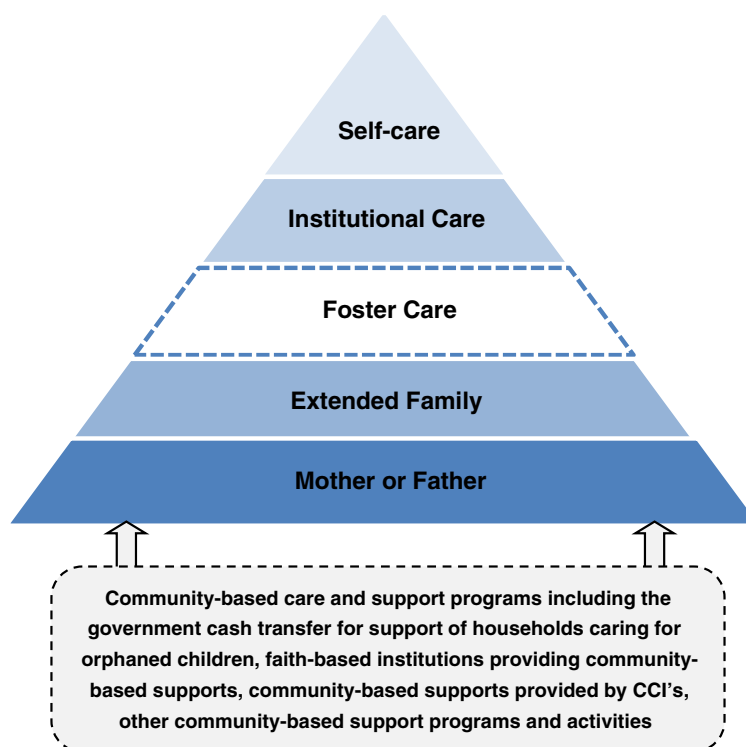 Self-care
Institutional Care
Foster Care
Extended Family
Mother or Father
Community-based care and support programs including the
government cash transfer for support of households caring for
orphaned children, faith-based institutions providing community-
based supports, community-based supports provided by CCI's,
other community-based support programs and activities